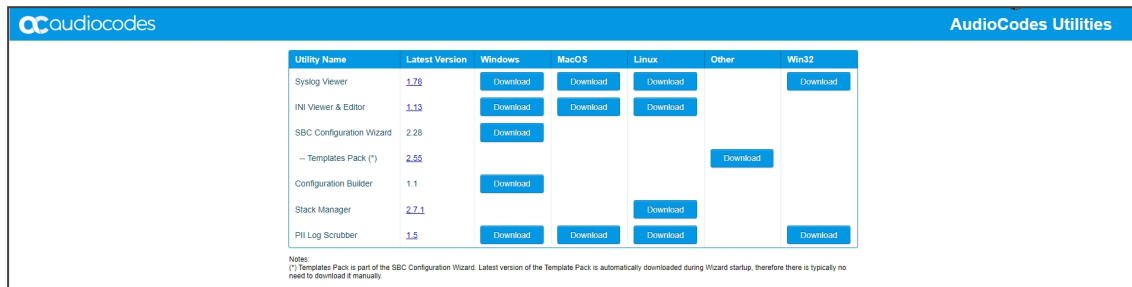 audiocodes
AudioCodes Utilities
Utility Name Latest Version Windows MacOS Linux Other Win32
Syslog Viewer 1.78 Download Download Download Download
INI Viewer & Editor 1.13 Download Download Download
SBC Configuration Wizard 2.28 Download
-- Templates Pack (*) 2.55 Download
Configuration Builder 1.1 Download
Stack Manager 2.7.1 Download
PII Log Scrubber 1.5 Download Download Download Download
Notes:
(*) Templates Pack is part of the SBC Configuration Wizard. Latest version of the Template Pack is automatically downloaded during Wizard startup, therefore there is typically no
need to download it manually.